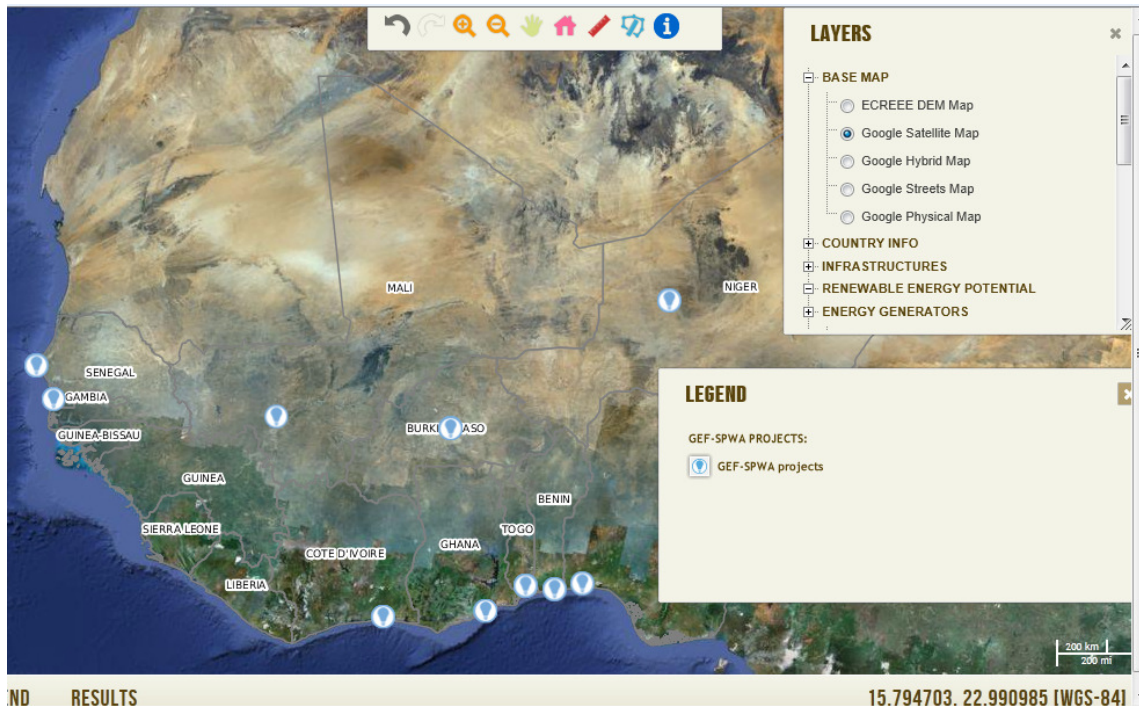 LAYERS
BASE MAP
ECREEE DEM Map
Google Satellite Map
Google Hybrid Map
Google Streets Map
Google Physical Map
COUNTRY INFO
INFRASTRUCTURES
RENEWABLE ENERGY POTENTIAL
ENERGY GENERATORS
MALI
NIGER
SENEGAL
GAMBIA
GUINEA-BISSAU
BURKI ASO
GUINEA
BENIN
SIERRA LEONE
TOGO
COTE D'IVOIRE
GHANA
LIBERIA
LEGEND
GEF-SPWA PROJECTS:
GEF-SPWA projects
200 km
200 mi
END RESULTS
15.794703, 22.990985 [WGS-84]